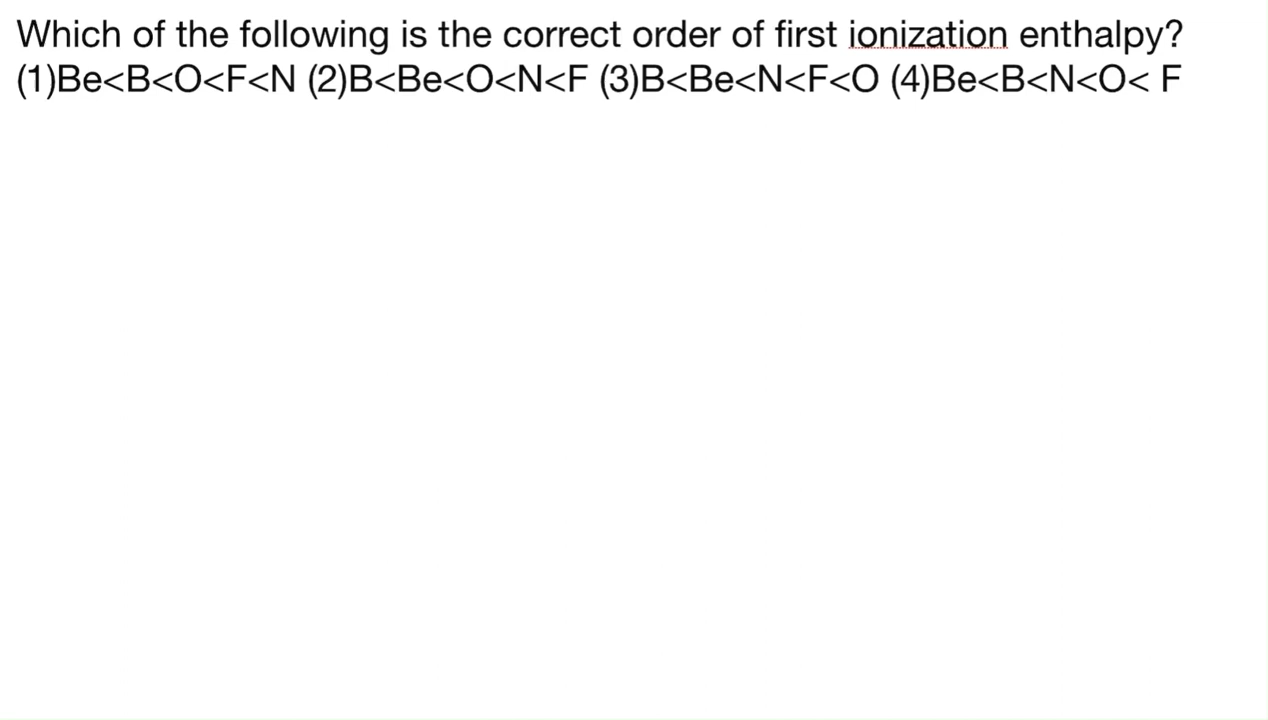 Which of the following is the correct order of first ionization enthalpy?
(1)Be<B<O<F<N (2)B<Be<O<N<F (3)B<Be<N<F<O (4)Be<B<N<O< F